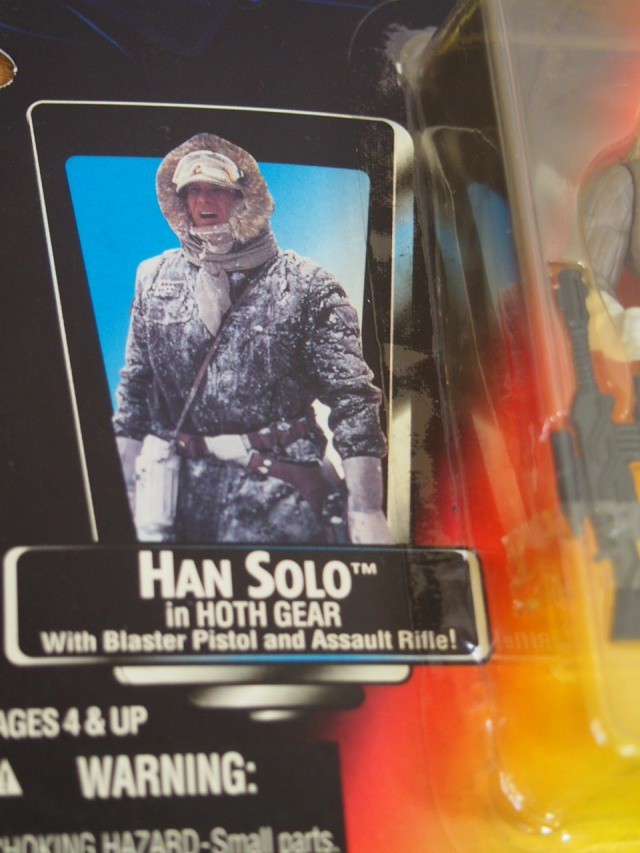 HAN SOLO™
in HOTH GEAR
With Blaster Pistol and Assault Rifle!
AGES 4 & UP
WARNING:
CHOKING HAZARD-Small parts.